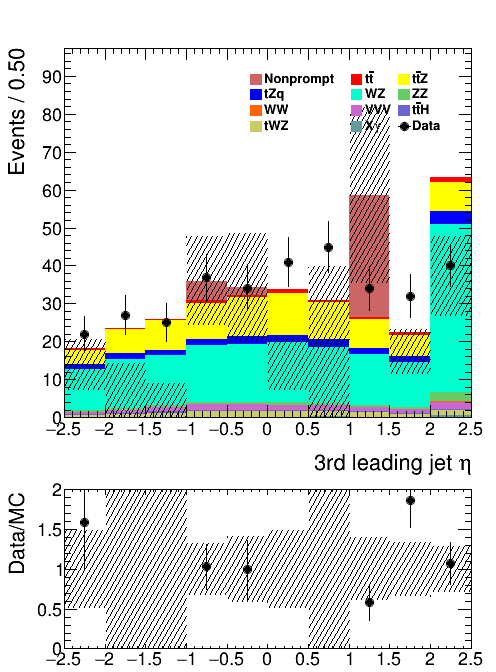 Events / 0.50
90
80
70
60
50
40
30
20
10
0
Nonprompt tt̄ tt̄Z
tZq WZ ZZ
WW VVV tt̄H
tWZ Xγ Data
−2.5 −2 −1.5 −1 −0.5 0 0.5 1 1.5 2 2.5
3rd leading jet η
Data/MC
2
1.5
1
0.5
0
−2.5 −2 −1.5 −1 −0.5 0 0.5 1 1.5 2 2.5